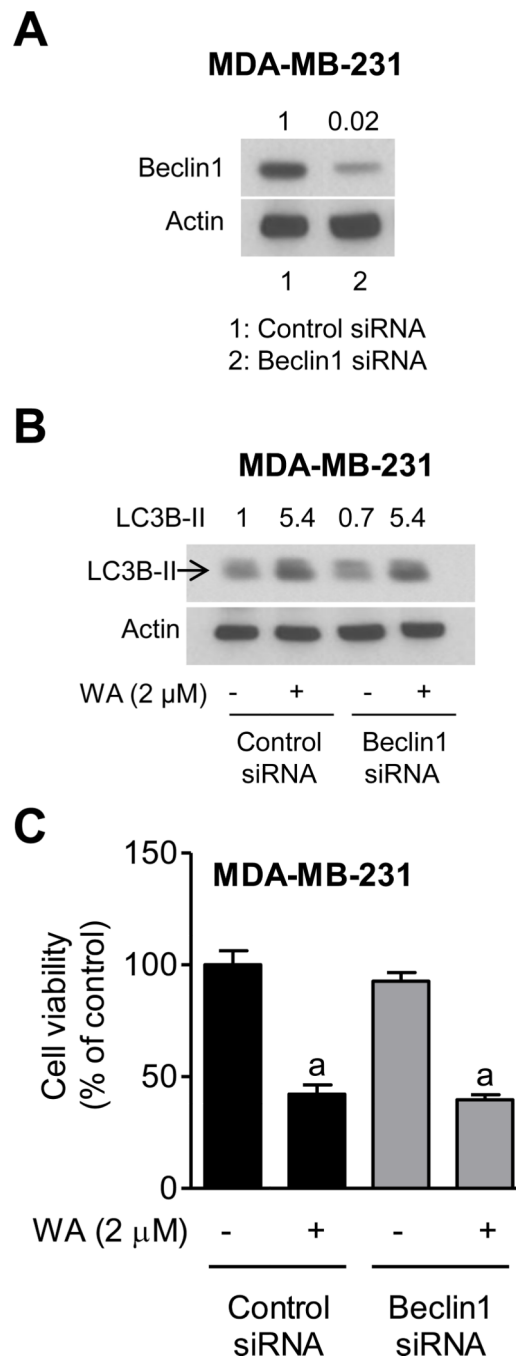 A
MDA-MB-231
1 0.02
Beclin1
Actin
1 2
1: Control siRNA
2: Beclin1 siRNA
B
MDA-MB-231
LC3B-II 1 5.4 0.7 5.4
LC3B-II
Actin
WA (2 µM) - + - +
Control siRNA Beclin1 siRNA
C
MDA-MB-231
Cell viability
(% of control)
150
100
50
0
a a
WA (2 µM) - + - +
Control siRNA Beclin1 siRNA